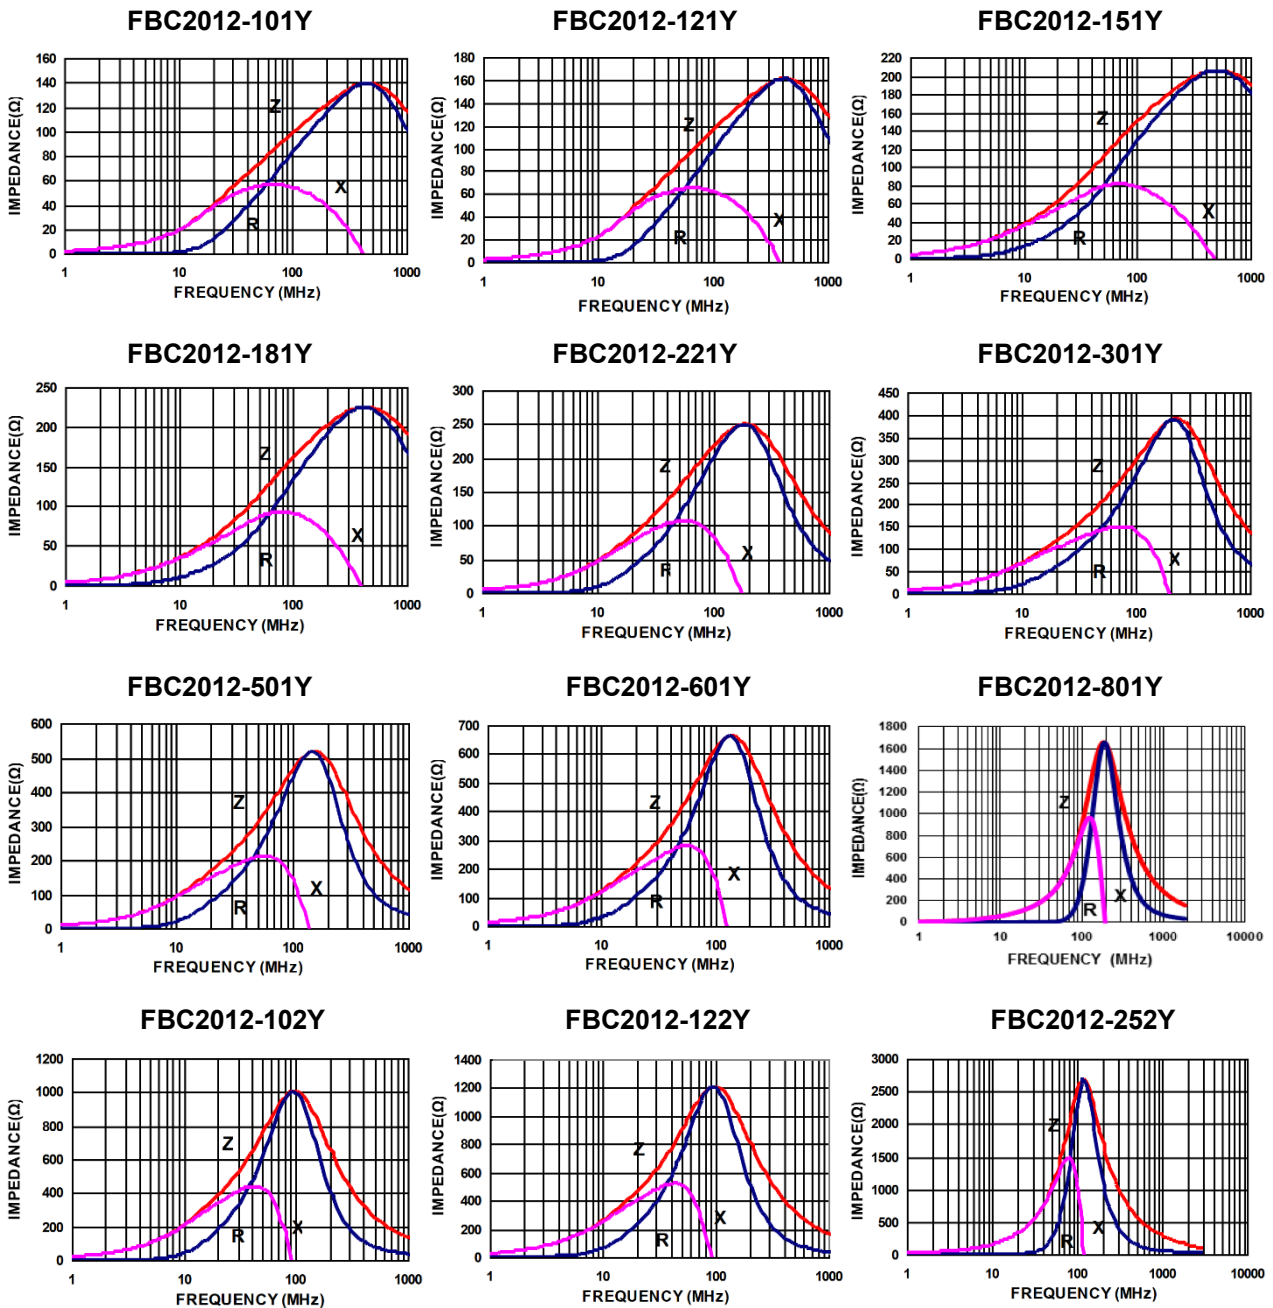 FBC2012-101Y
FBC2012-121Y
FBC2012-151Y
IMPEDANCE(Ω)
160
140
120
100
80
60
40
20
0
Z
X
R
1 10 100 1000
FREQUENCY (MHz)
IMPEDANCE(Ω)
180
160
140
120
100
80
60
40
20
0
Z
X
R
1 10 100 1000
FREQUENCY (MHz)
IMPEDANCE(Ω)
220
200
180
160
140
120
100
80
60
40
20
0
Z
X
R
1 10 100 1000
FREQUENCY (MHz)
FBC2012-181Y
FBC2012-221Y
FBC2012-301Y
IMPEDANCE(Ω)
250
200
150
100
50
0
Z
X
R
1 10 100 1000
FREQUENCY (MHz)
IMPEDANCE(Ω)
300
250
200
150
100
50
0
Z
X
R
1 10 100 1000
FREQUENCY (MHz)
IMPEDANCE(Ω)
450
400
350
300
250
200
150
100
50
0
Z
X
R
1 10 100 1000
FREQUENCY (MHz)
FBC2012-501Y
FBC2012-601Y
FBC2012-801Y
IMPEDANCE(Ω)
600
500
400
300
200
100
0
Z
X
R
1 10 100 1000
FREQUENCY (MHz)
IMPEDANCE(Ω)
700
600
500
400
300
200
100
0
Z
X
R
1 10 100 1000
FREQUENCY (MHz)
IMPEDANCE(Ω)
1800
1600
1400
1200
1000
800
600
400
200
0
Z
X
R
1 10 100 1000 10000
FREQUENCY (MHz)
FBC2012-102Y
FBC2012-122Y
FBC2012-252Y
IMPEDANCE(Ω)
1200
1000
800
600
400
200
0
Z
X
R
1 10 100 1000
FREQUENCY (MHz)
IMPEDANCE(Ω)
1400
1200
1000
800
600
400
200
0
Z
X
R
1 10 100 1000
FREQUENCY (MHz)
IMPEDANCE(Ω)
3000
2500
2000
1500
1000
500
0
Z
X
R
1 10 100 1000 10000
FREQUENCY (MHz)